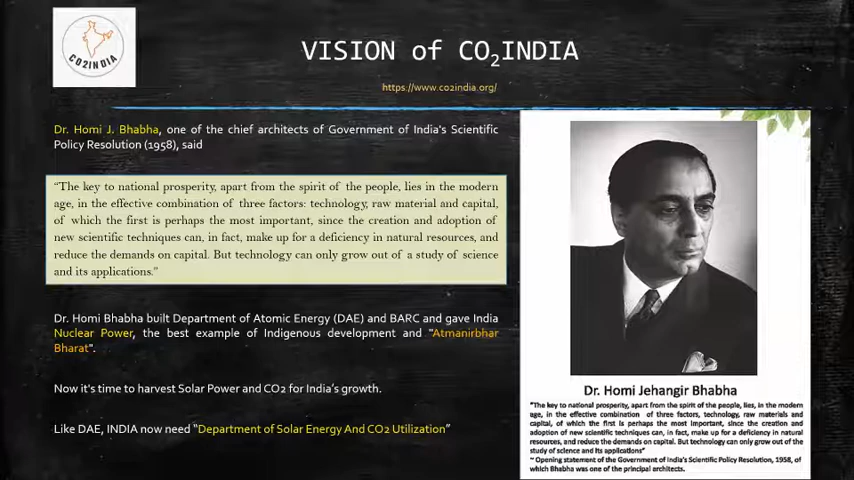 CO2INDIA
VISION of CO₂INDIA
https://www.co2india.org/
Dr. Homi J. Bhabha, one of the chief architects of Government of India's Scientific
Policy Resolution (1958), said
“The key to national prosperity, apart from the spirit of the people, lies in the modern
age, in the effective combination of three factors: technology, raw material and capital,
of which the first is perhaps the most important, since the creation and adoption of
new scientific techniques can, in fact, make up for a deficiency in natural resources, and
reduce the demands on capital. But technology can only grow out of a study of science
and its applications.”
Dr. Homi Bhabha built Department of Atomic Energy (DAE) and BARC and gave India
Nuclear Power, the best example of Indigenous development and “Atmanirbhar
Bharat”.
Now it's time to harvest Solar Power and CO2 for India’s growth.
Like DAE, INDIA now need “Department of Solar Energy And CO2 Utilization”
Dr. Homi Jehangir Bhabha
"The key to national prosperity, apart from the spirit of the people, lies, in the modern
age, in the effective combination of three factors, technology, raw materials and
capital, of which the first is perhaps the most important, since the creation and
adoption of new scientific techniques can, in fact, make up for a deficiency in natural
resources, and reduce the demands on capital. But technology can only grow out of the
study of science and its applications"
~ Opening statement of the Government of India's Scientific Policy Resolution, 1958, of
which Bhabha was one of the principal architects.